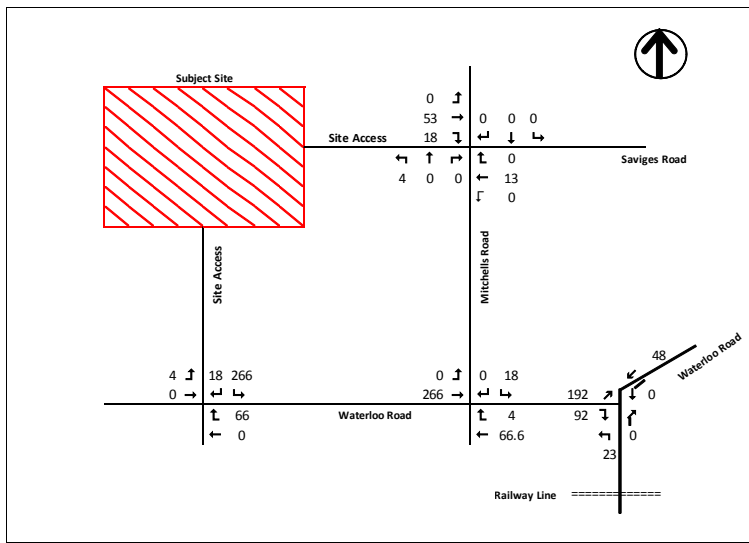 Subject Site
0
53 0 0 0
Site Access 18
0 Saviges Road
4 0 0 13
0
Site Access
Mitchells Road
48
Waterloo Road
4 18 266 0 0 18
0 266 192 0
66 Waterloo Road 4 92
0 66.6 0
23
Railway Line ==============